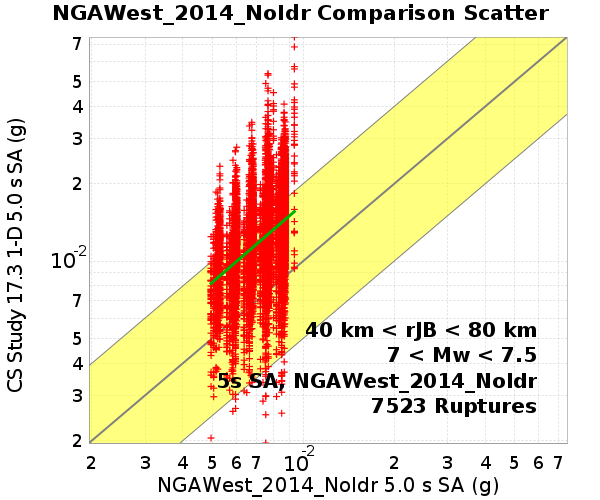 NGAWest_2014_NoIdr Comparison Scatter
CS Study 17.3 1-D 5.0 s SA (g)
7
5
4
3
2
10-2
7
5
4
3
2
40 km < rJB < 80 km
7 < Mw < 7.5
5s SA, NGAWest_2014_NoIdr
7523 Ruptures
2 3 4 5 6 7 10-2 2 3 4 5 6 7
NGAWest_2014_NoIdr 5.0 s SA (g)